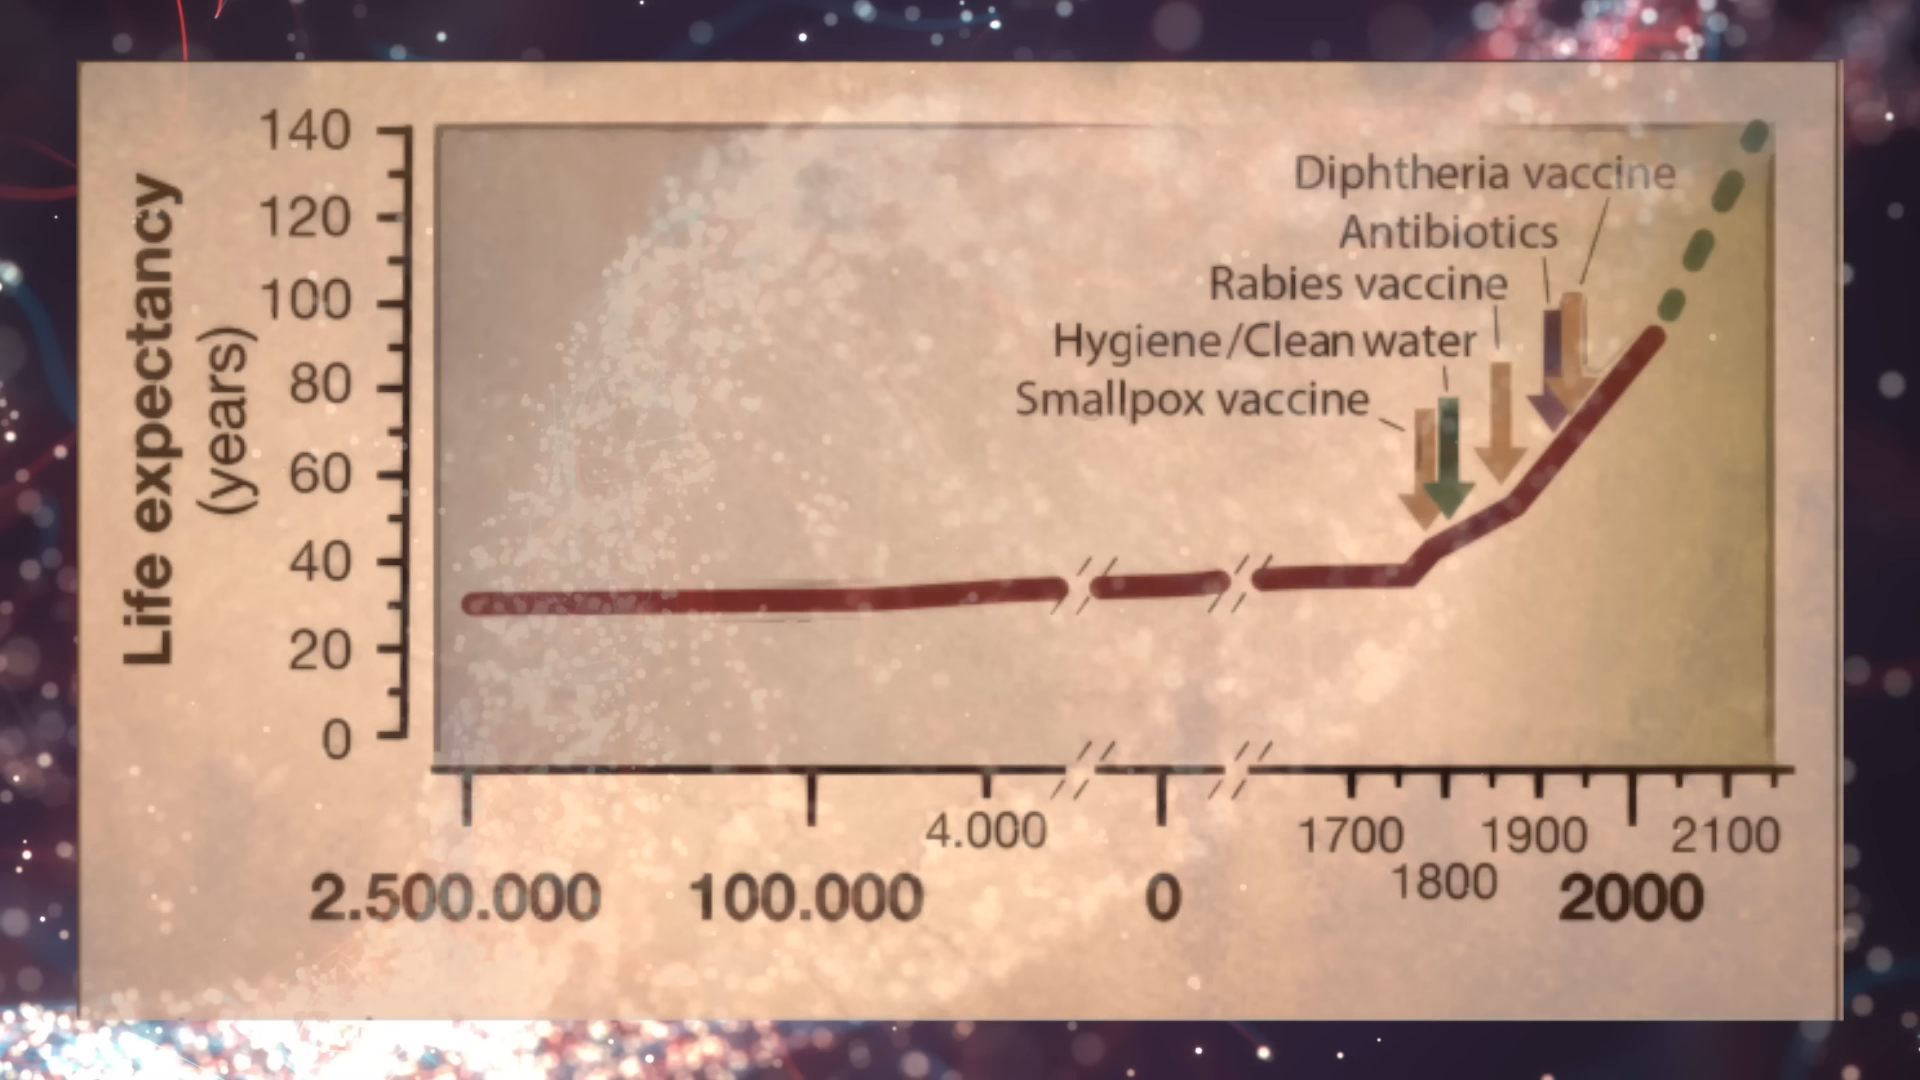 Life expectancy
(years)
140
120
100
80
60
40
20
0
Diphtheria vaccine
Antibiotics
Rabies vaccine
Hygiene/Clean water
Smallpox vaccine
4.000
1700
1900
2100
1800
2.500.000
100.000
0
2000